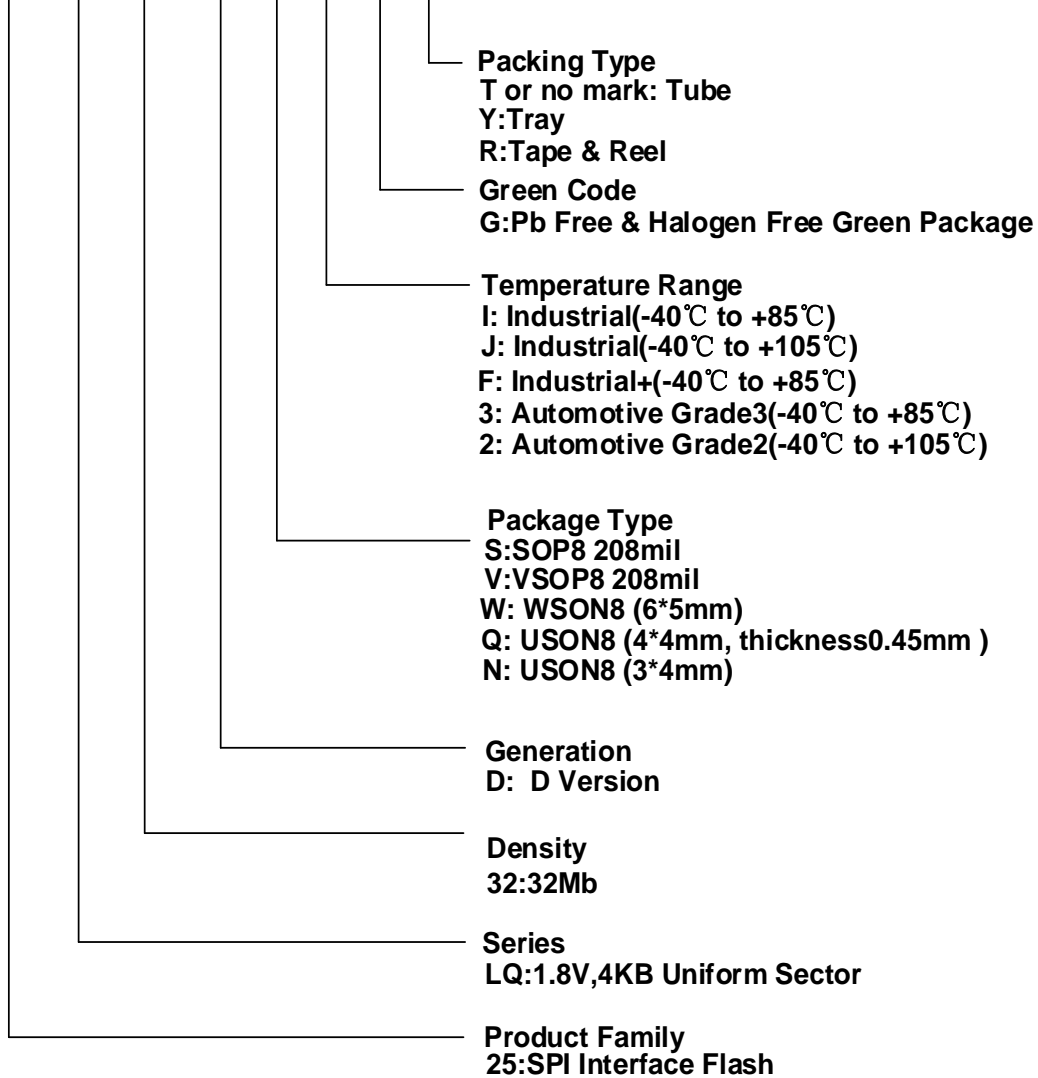 Packing Type
T or no mark: Tube
Y:Tray
R:Tape & Reel
Green Code
G:Pb Free & Halogen Free Green Package
Temperature Range
I: Industrial(-40℃ to +85℃)
J: Industrial(-40℃ to +105℃)
F: Industrial+(-40℃ to +85℃)
3: Automotive Grade3(-40℃ to +85℃)
2: Automotive Grade2(-40℃ to +105℃)
Package Type
S:SOP8 208mil
V:VSOP8 208mil
W: WSON8 (6*5mm)
Q: USON8 (4*4mm, thickness0.45mm )
N: USON8 (3*4mm)
Generation
D: D Version
Density
32:32Mb
Series
LQ:1.8V,4KB Uniform Sector
Product Family
25:SPI Interface Flash